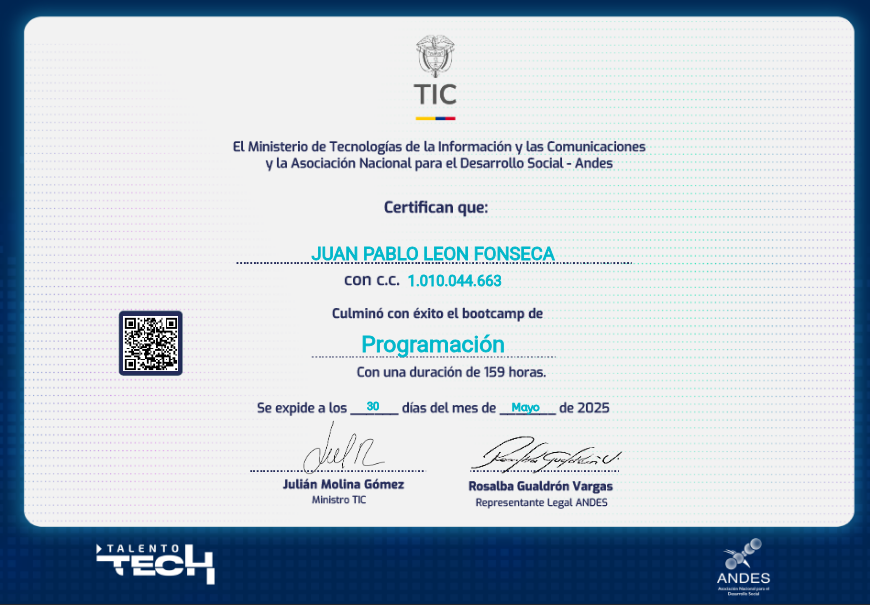 TIC
El Ministerio de Tecnologías de la Información y las Comunicaciones
y la Asociación Nacional para el Desarrollo Social - Andes
Certifican que:
JUAN PABLO LEON FONSECA
con c.c. 1.010.044.663
Culminó con éxito el bootcamp de
Programación
Con una duración de 159 horas.
Se expide a los 30 días del mes de Mayo de 2025
Julián Molina Gómez
Ministro TIC
Rosalba Gualdrón Vargas
Representante Legal ANDES
TALENTO
TECH
ANDES
Asociación Nacional para el
Desarrollo Social